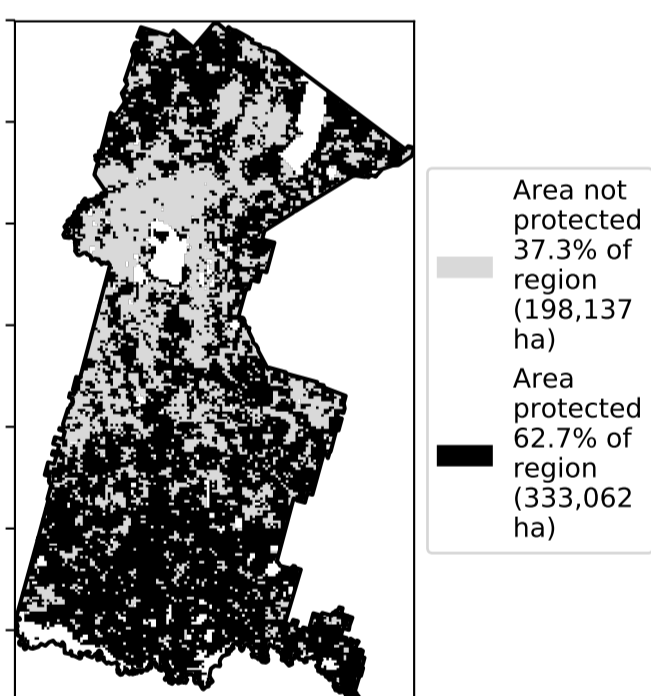 Area not
protected
37.3% of
region
(198,137
ha)
Area
protected
62.7% of
region
(333,062
ha)